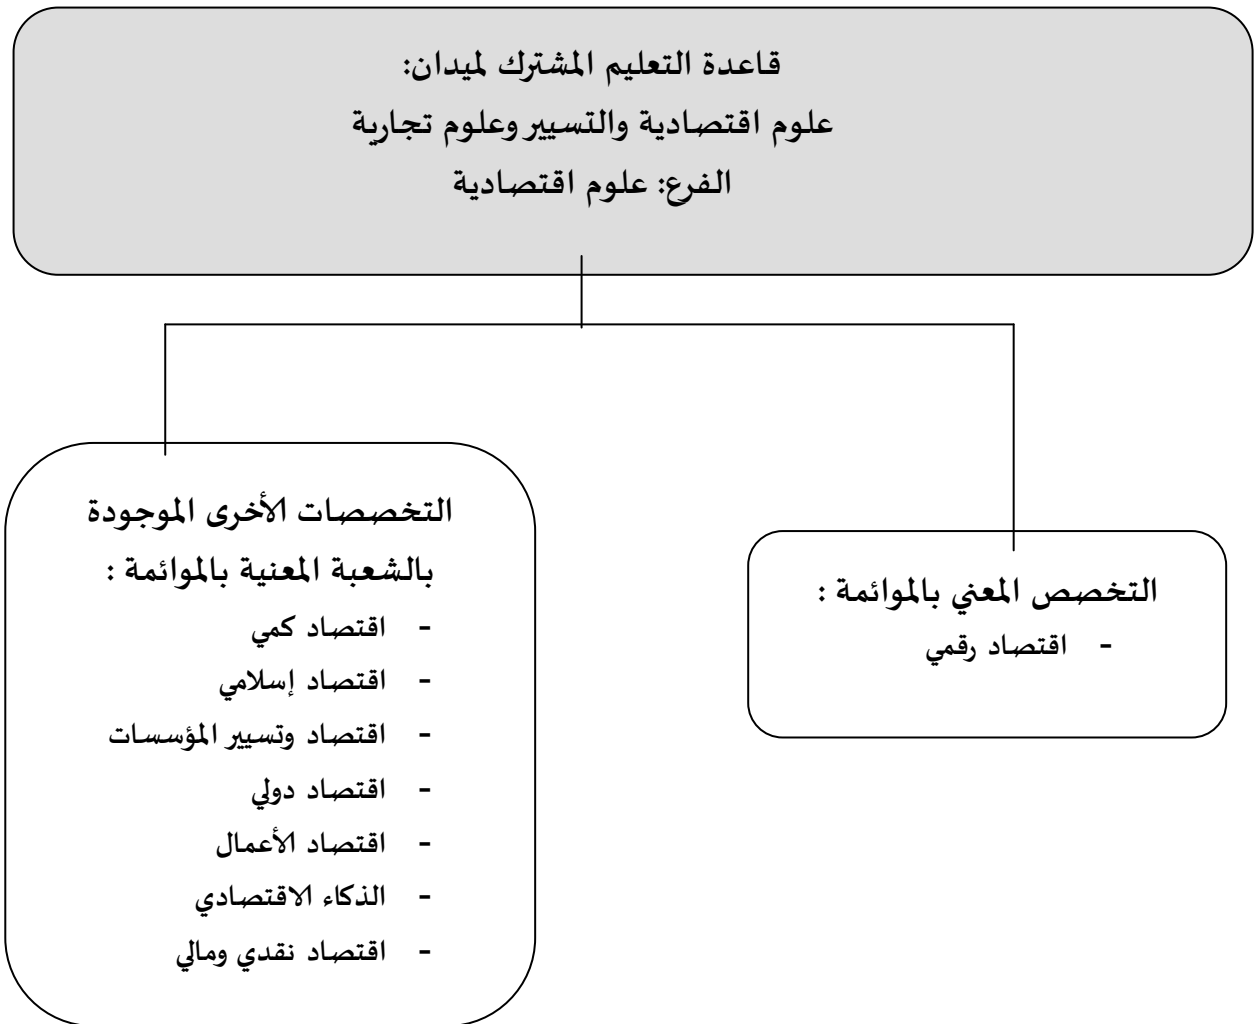 قاعدة التعليم المشترك لميدان:
علوم اقتصادية والتسيير وعلوم تجارية
الفرع: علوم اقتصادية
التخصص المعني بالموائمة :
- اقتصاد رقمي
التخصصات الأخرى الموجودة
بالشعبة المعنية بالموائمة :
- اقتصاد كمي
- اقتصاد إسلامي
- اقتصاد وتسيير المؤسسات
- اقتصاد دولي
- اقتصاد الأعمال
- الذكاء الاقتصادي
- اقتصاد نقدي ومالي